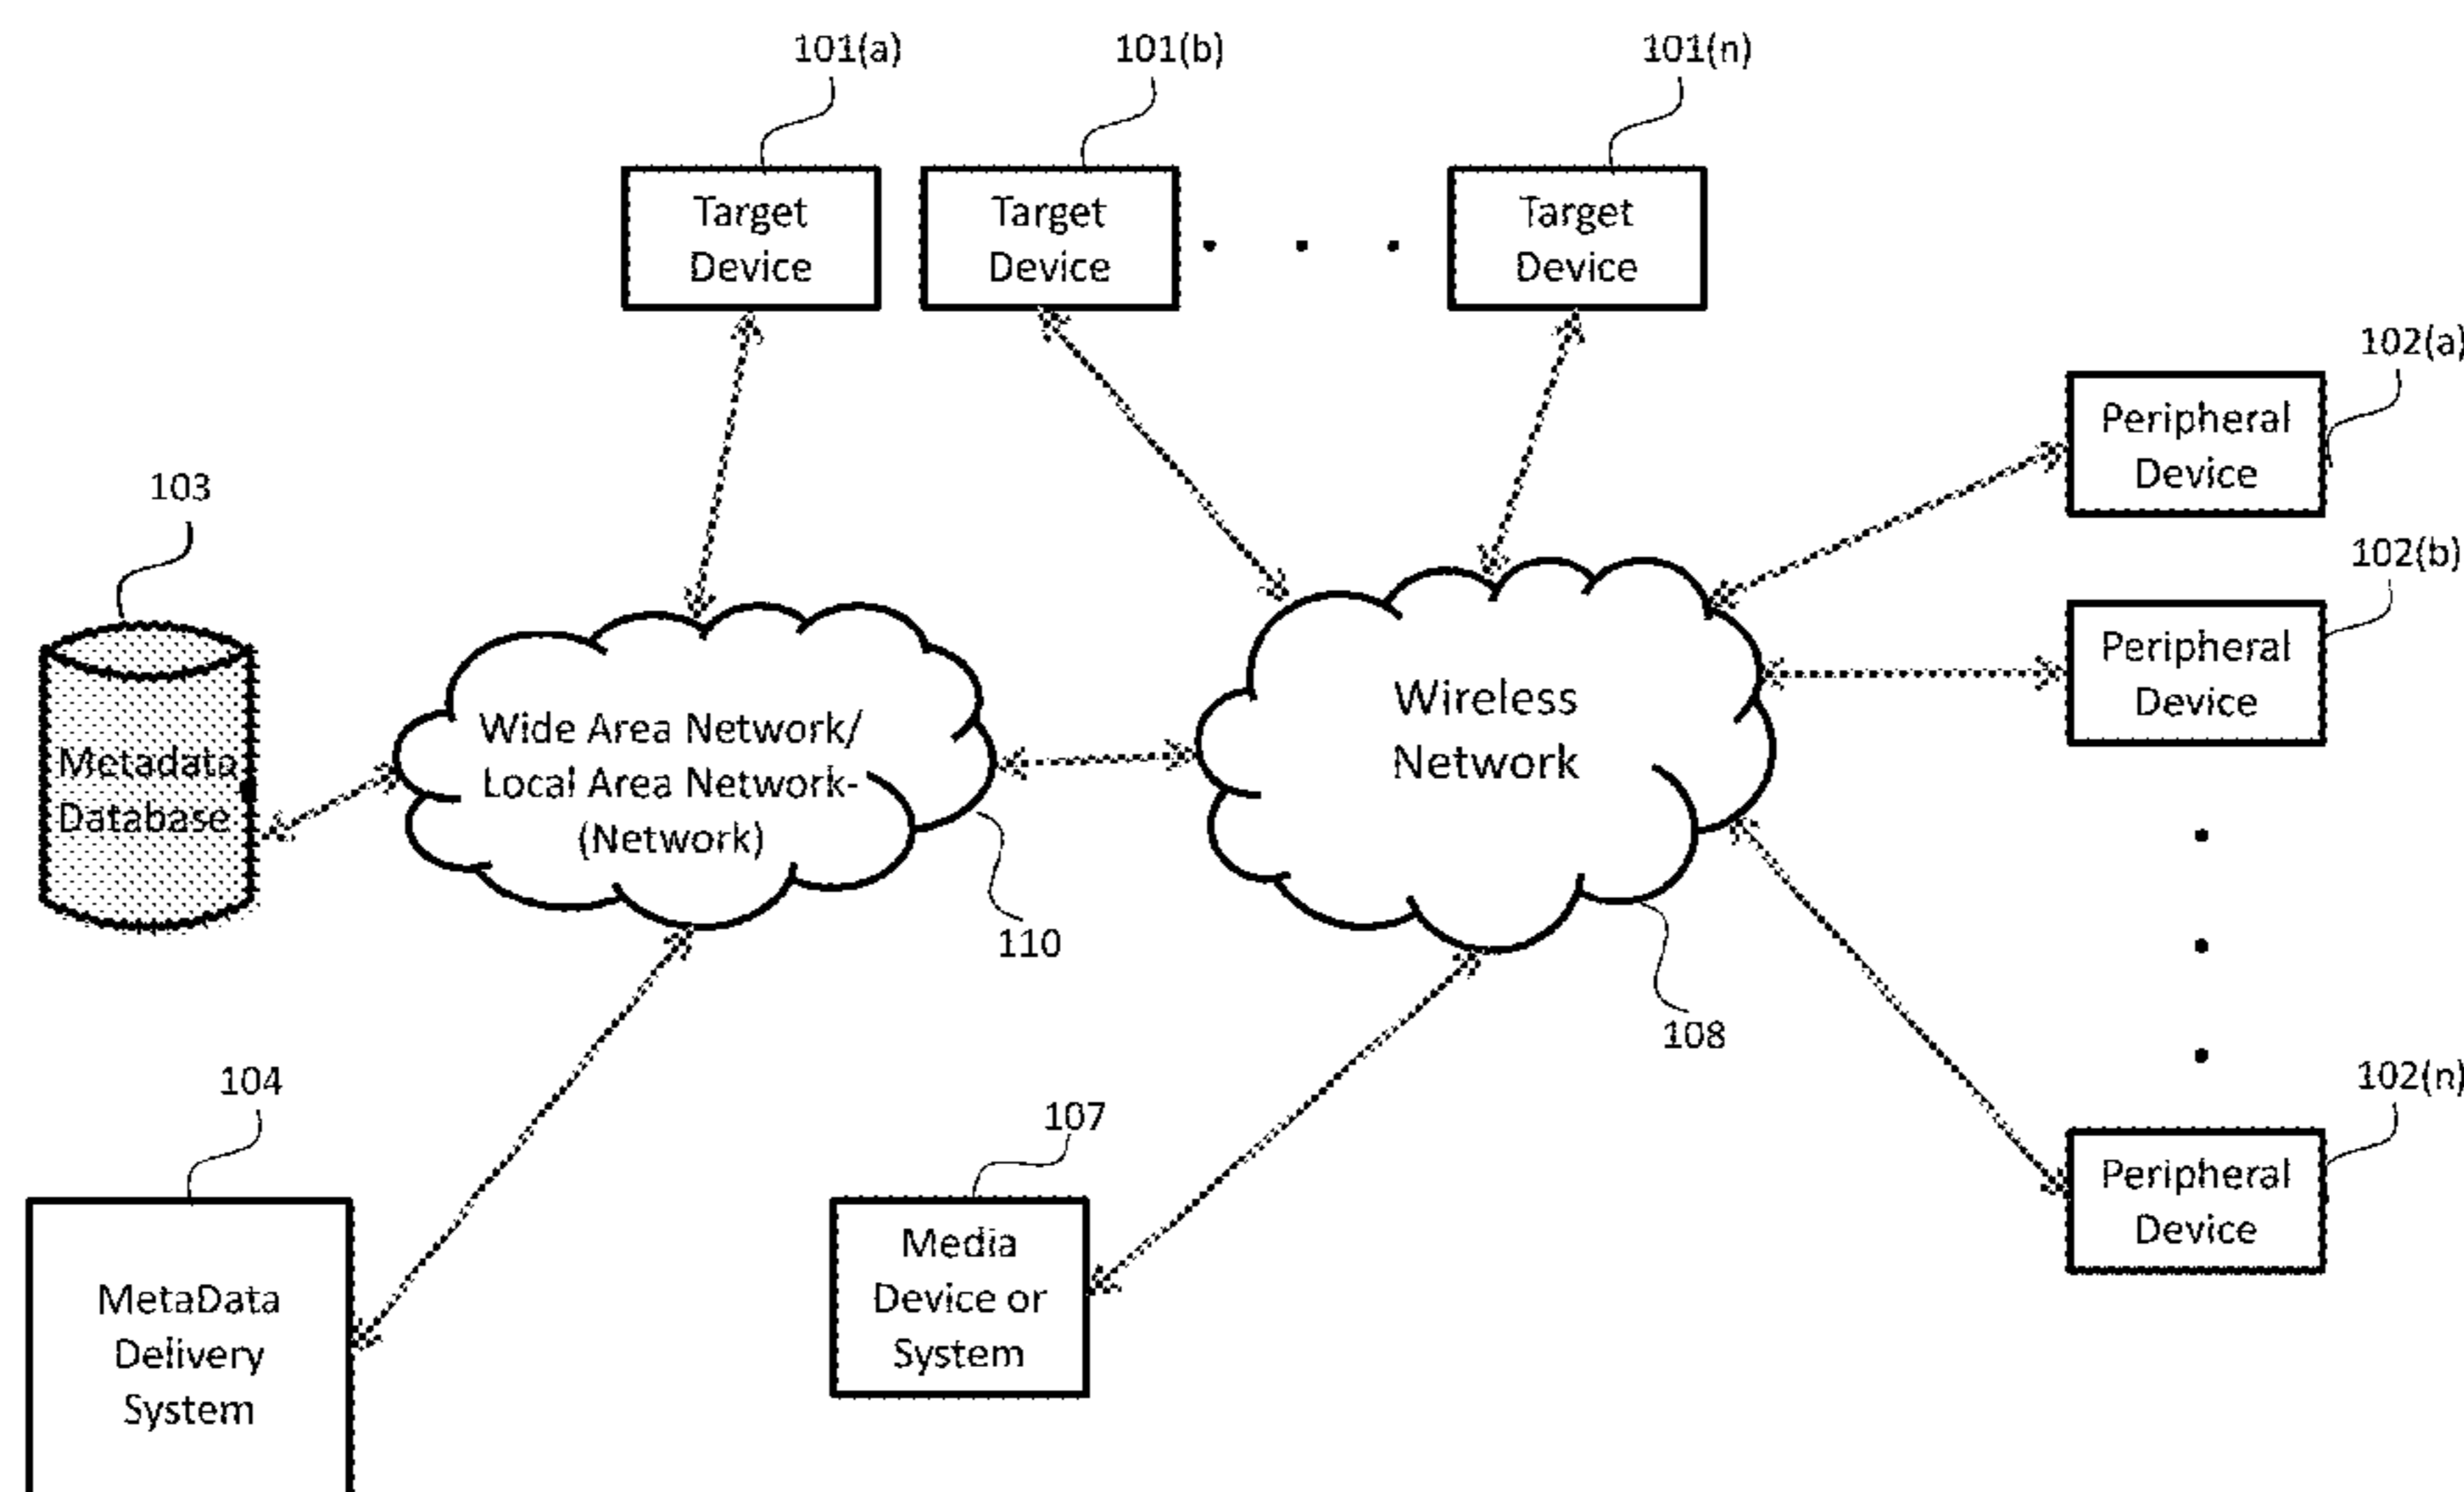 101(a)
101(b)
101(n)
Target
Device
Target
Device
Target
Device
102(a)
Peripheral
Device
102(b)
Peripheral
Device
103
Metadata
Database
Wide Area Network/
Local Area Network-
(Network)
110
Wireless
Network
108
102(n)
Peripheral
Device
104
MetaData
Delivery
System
107
Media
Device or
System